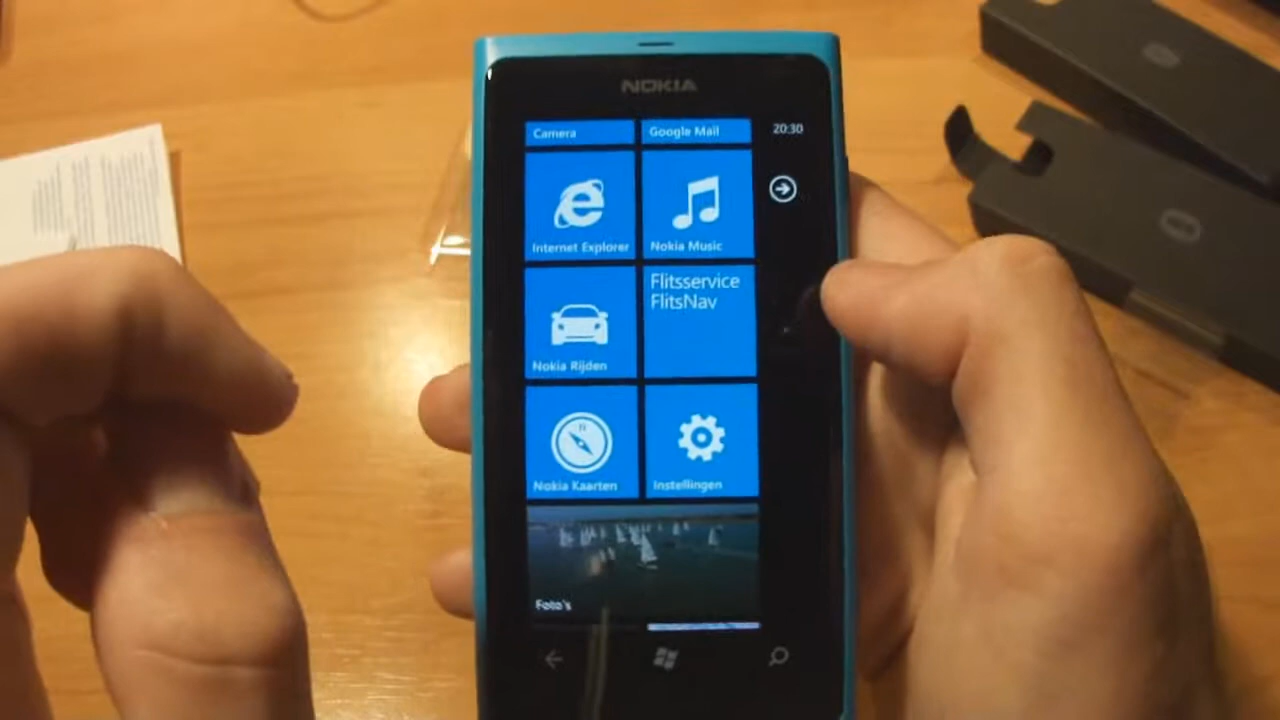 NOKIA
Camera
Google Mail
20:30
Internet Explorer
Nokia Music
Nokia Rijden
Flitsservice
FlitsNav
Nokia Kaarten
Instellingen
Foto's